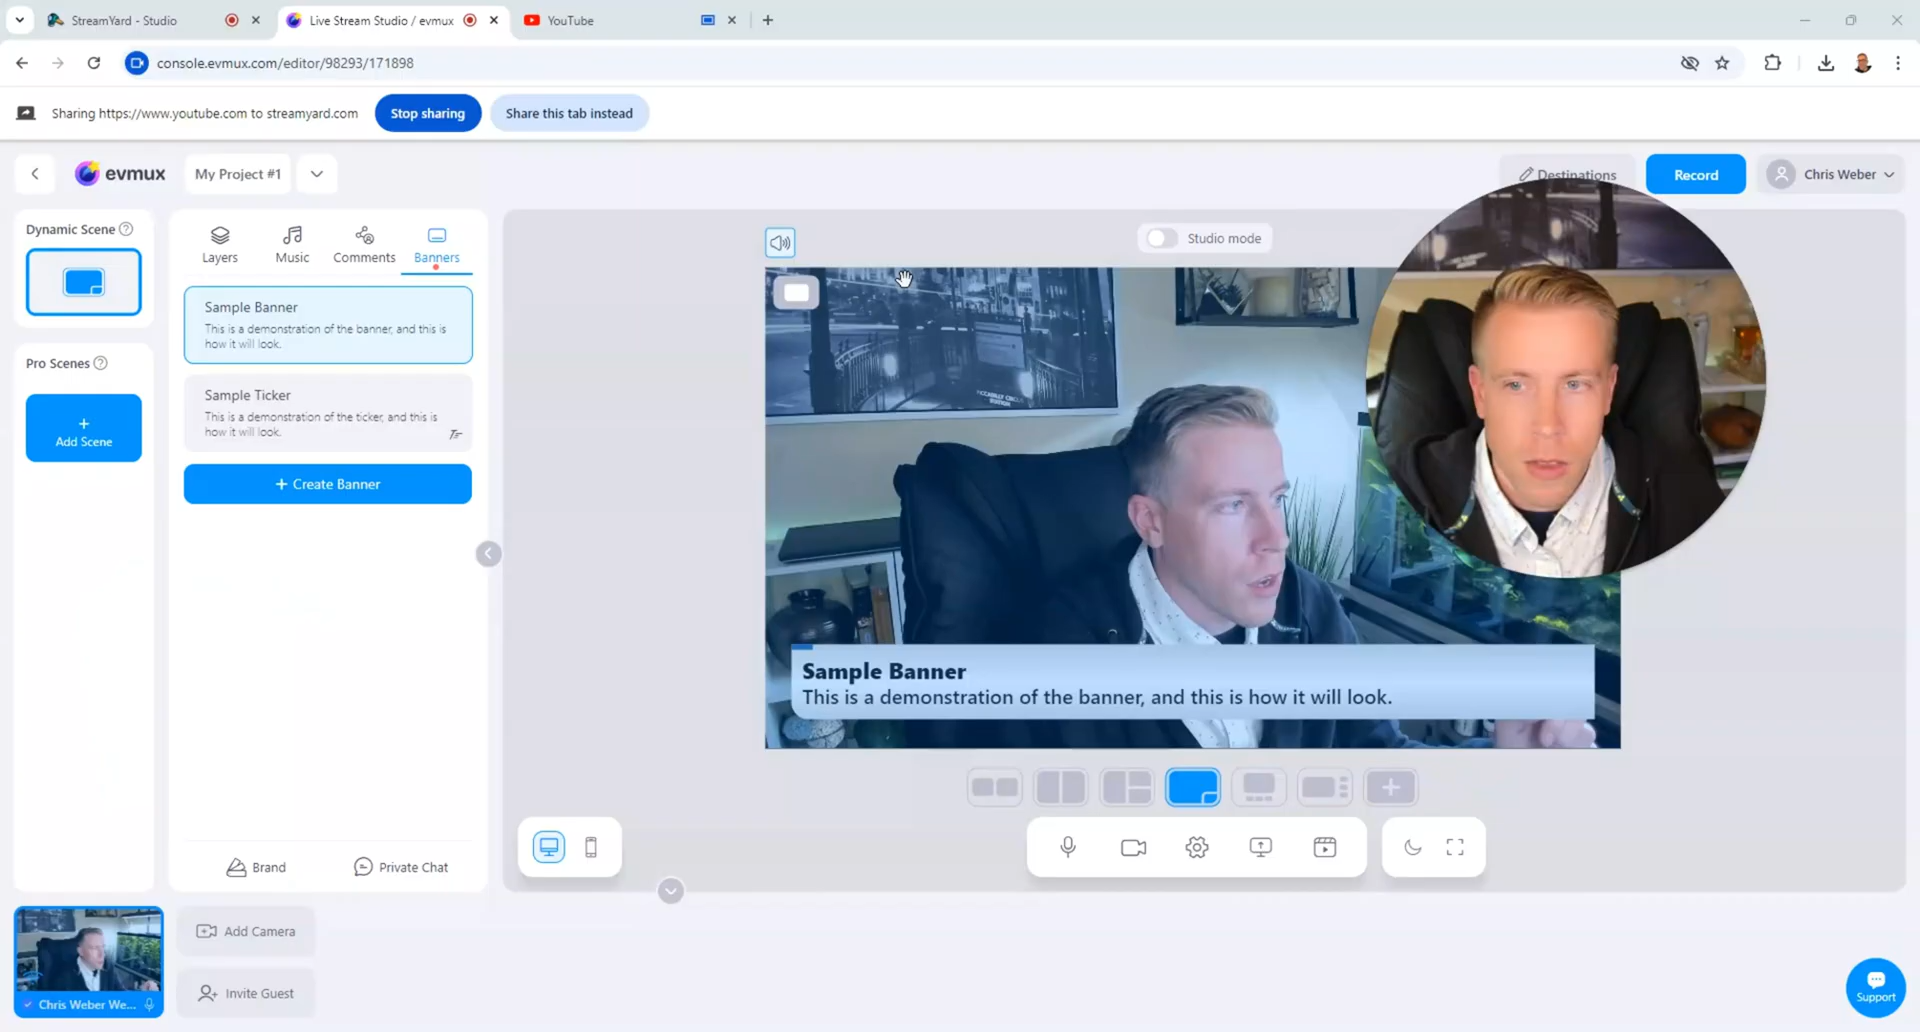 StreamYard - Studio
Live Stream Studio / evmux
YouTube
console.evmux.com/editor/98293/171898
Sharing https://www.youtube.com to streamyard.com
Stop sharing
Share this tab instead
evmux
My Project #1
Destinations
Record
Chris Weber
Dynamic Scene
Layers
Music
Comments
Banners
Studio mode
Sample Banner
This is a demonstration of the banner, and this is
how it will look.
Pro Scenes
Sample Ticker
This is a demonstration of the ticker, and this is
how it will look.
+
Add Scene
+ Create Banner
PICCADILLY CIRCUS
STATION
Sample Banner
This is a demonstration of the banner, and this is how it will look.
Brand
Private Chat
Add Camera
Invite Guest
Chris Weber We...
Support